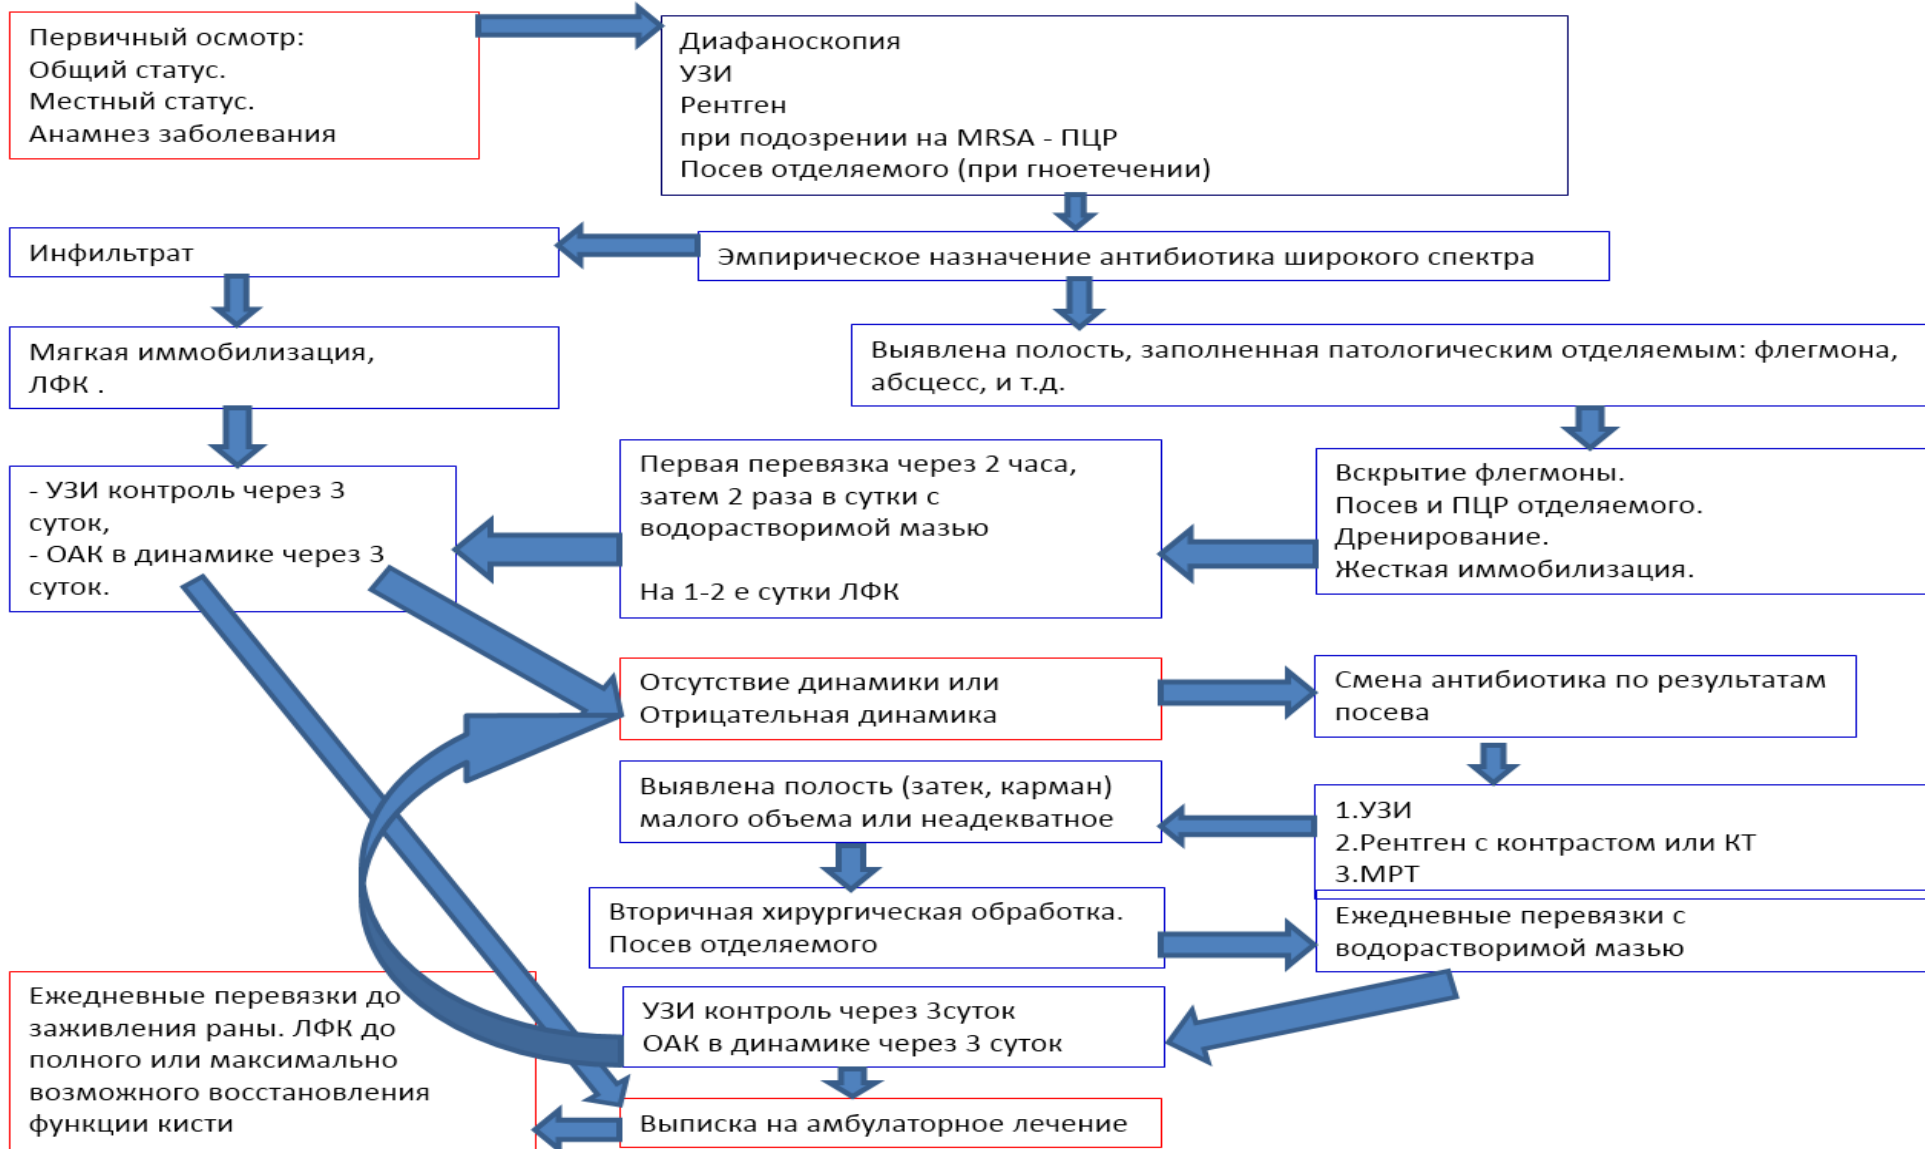 Первичный осмотр:
Общий статус.
Местный статус.
Анамнез заболевания
Диафаноскопия
УЗИ
Рентген
при подозрении на MRSA - ПЦР
Посев отделяемого (при гноетечении)
Инфильтрат
Эмпирическое назначение антибиотика широкого спектра
Мягкая иммобилизация,
ЛФК .
Выявлена полость, заполненная патологическим отделяемым: флегмона,
абсцесс, и т.д.
- УЗИ контроль через 3
суток,
- ОАК в динамике через 3
суток.
Первая перевязка через 2 часа,
затем 2 раза в сутки с
водорастворимой мазью
На 1-2 е сутки ЛФК
Вскрытие флегмоны.
Посев и ПЦР отделяемого.
Дренирование.
Жесткая иммобилизация.
Отсутствие динамики или
Отрицательная динамика
Смена антибиотика по результатам
посева
Выявлена полость (затек, карман)
малого объема или неадекватное
1.УЗИ
2.Рентген с контрастом или КТ
3.МРТ
Вторичная хирургическая обработка.
Посев отделяемого
Ежедневные перевязки с
водорастворимой мазью
УЗИ контроль через 3суток
ОАК в динамике через 3 суток
Ежедневные перевязки до
заживления раны. ЛФК до
полного или максимально
возможного восстановления
функции кисти
Выписка на амбулаторное лечение